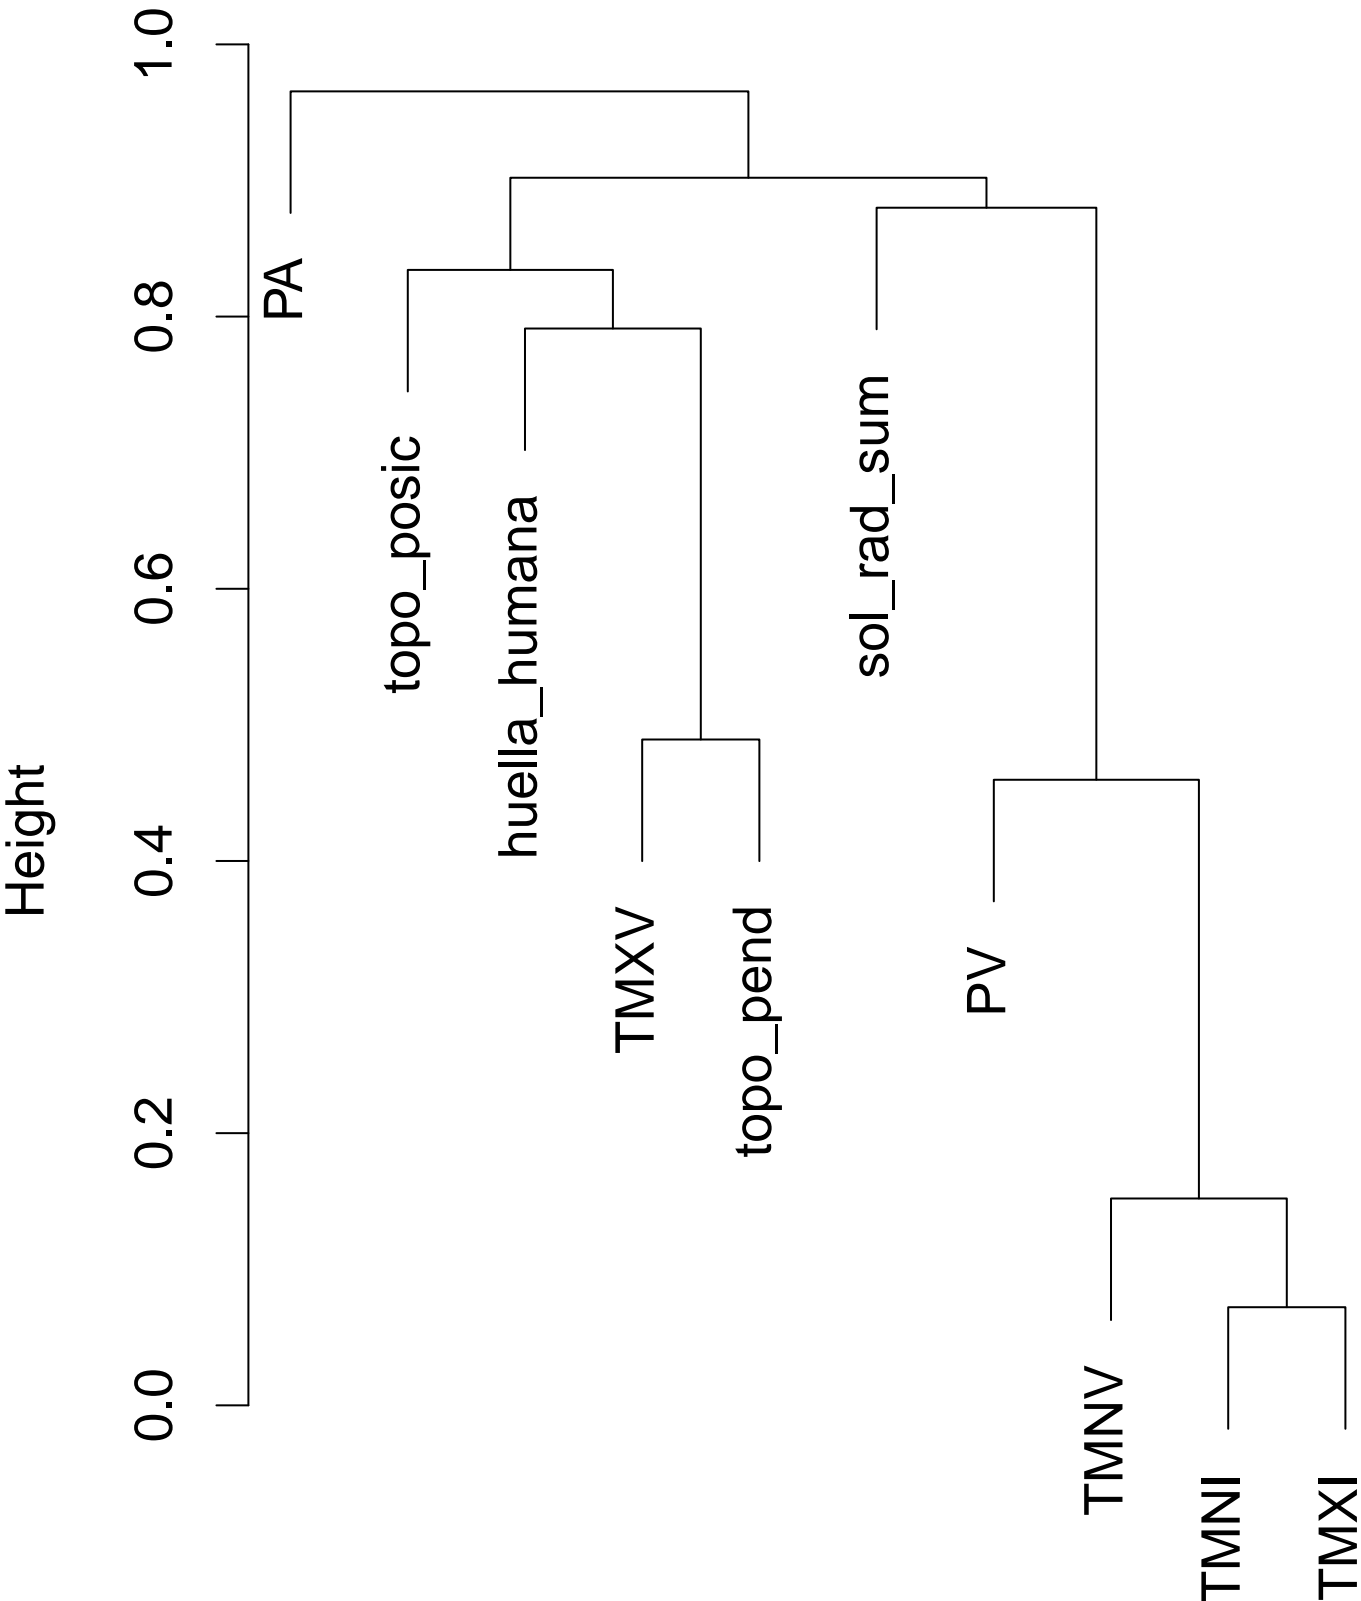 Height
1.0
0.8
0.6
0.4
0.2
0.0
PA
topo_posic
huella_humana
TMXV
topo_pend
sol_rad_sum
PV
TMNV
TMNI
TMXI